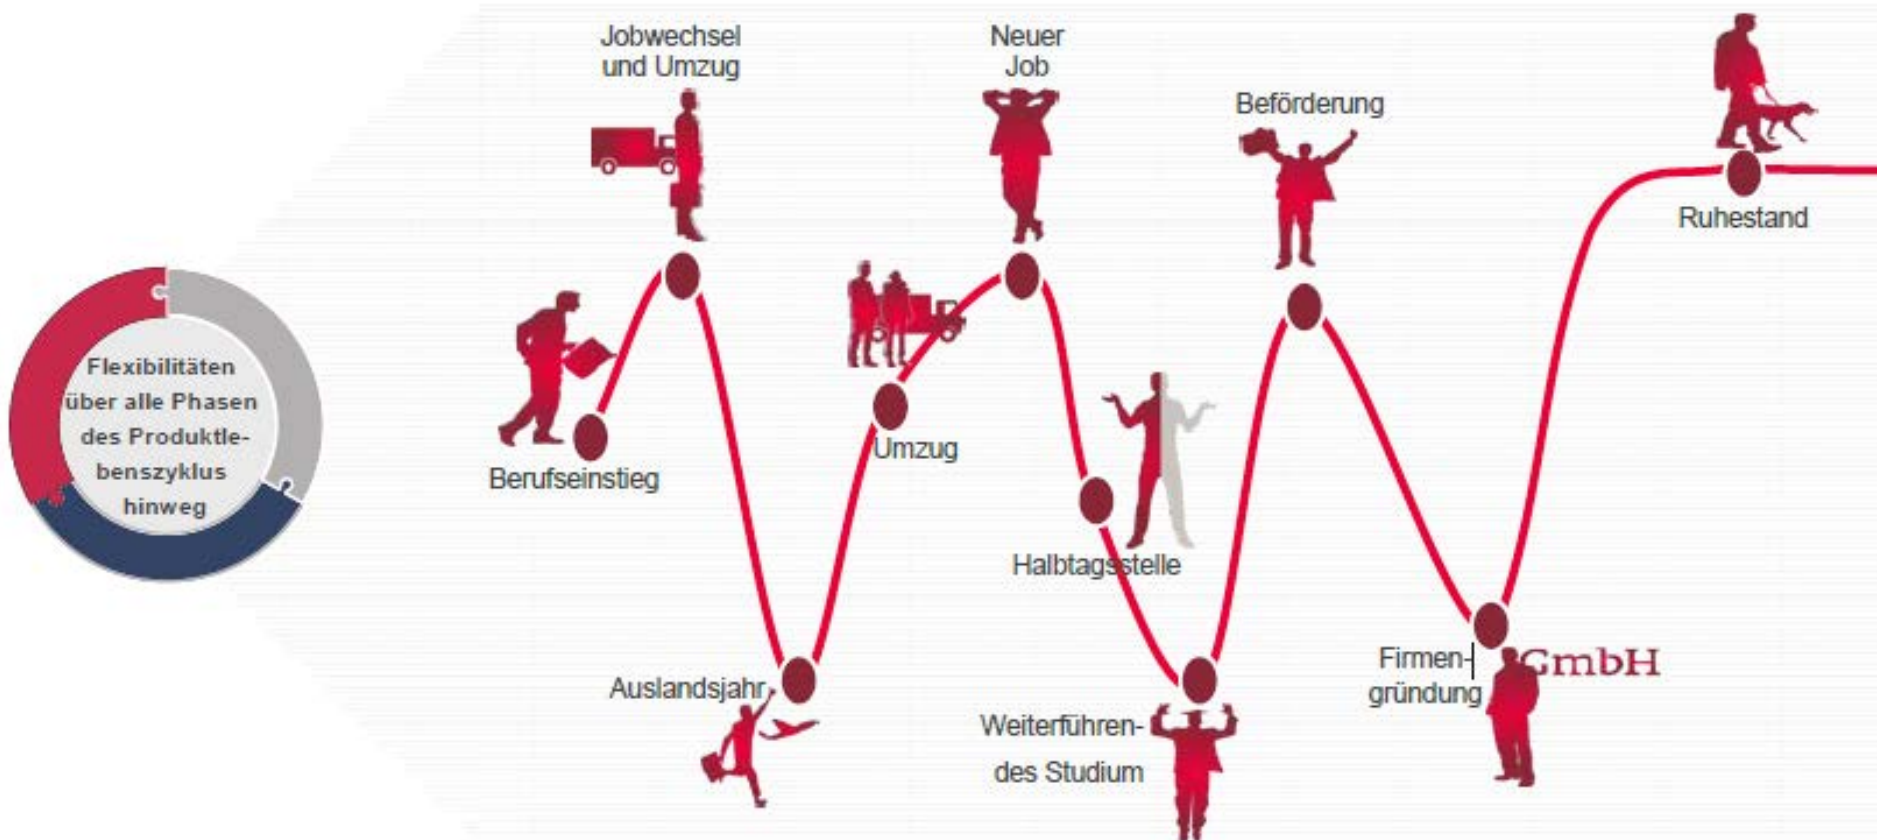 Flexibilitäten
über alle Phasen
des Produktle-
benszyklus
hinweg
Berufseinstieg
Jobwechsel
und Umzug
Auslandsjahr
Umzug
Neuer
Job
Halbtagsstelle
Weiterführen-
des Studium
Beförderung
Firmen-
gründung
GmbH
Ruhestand